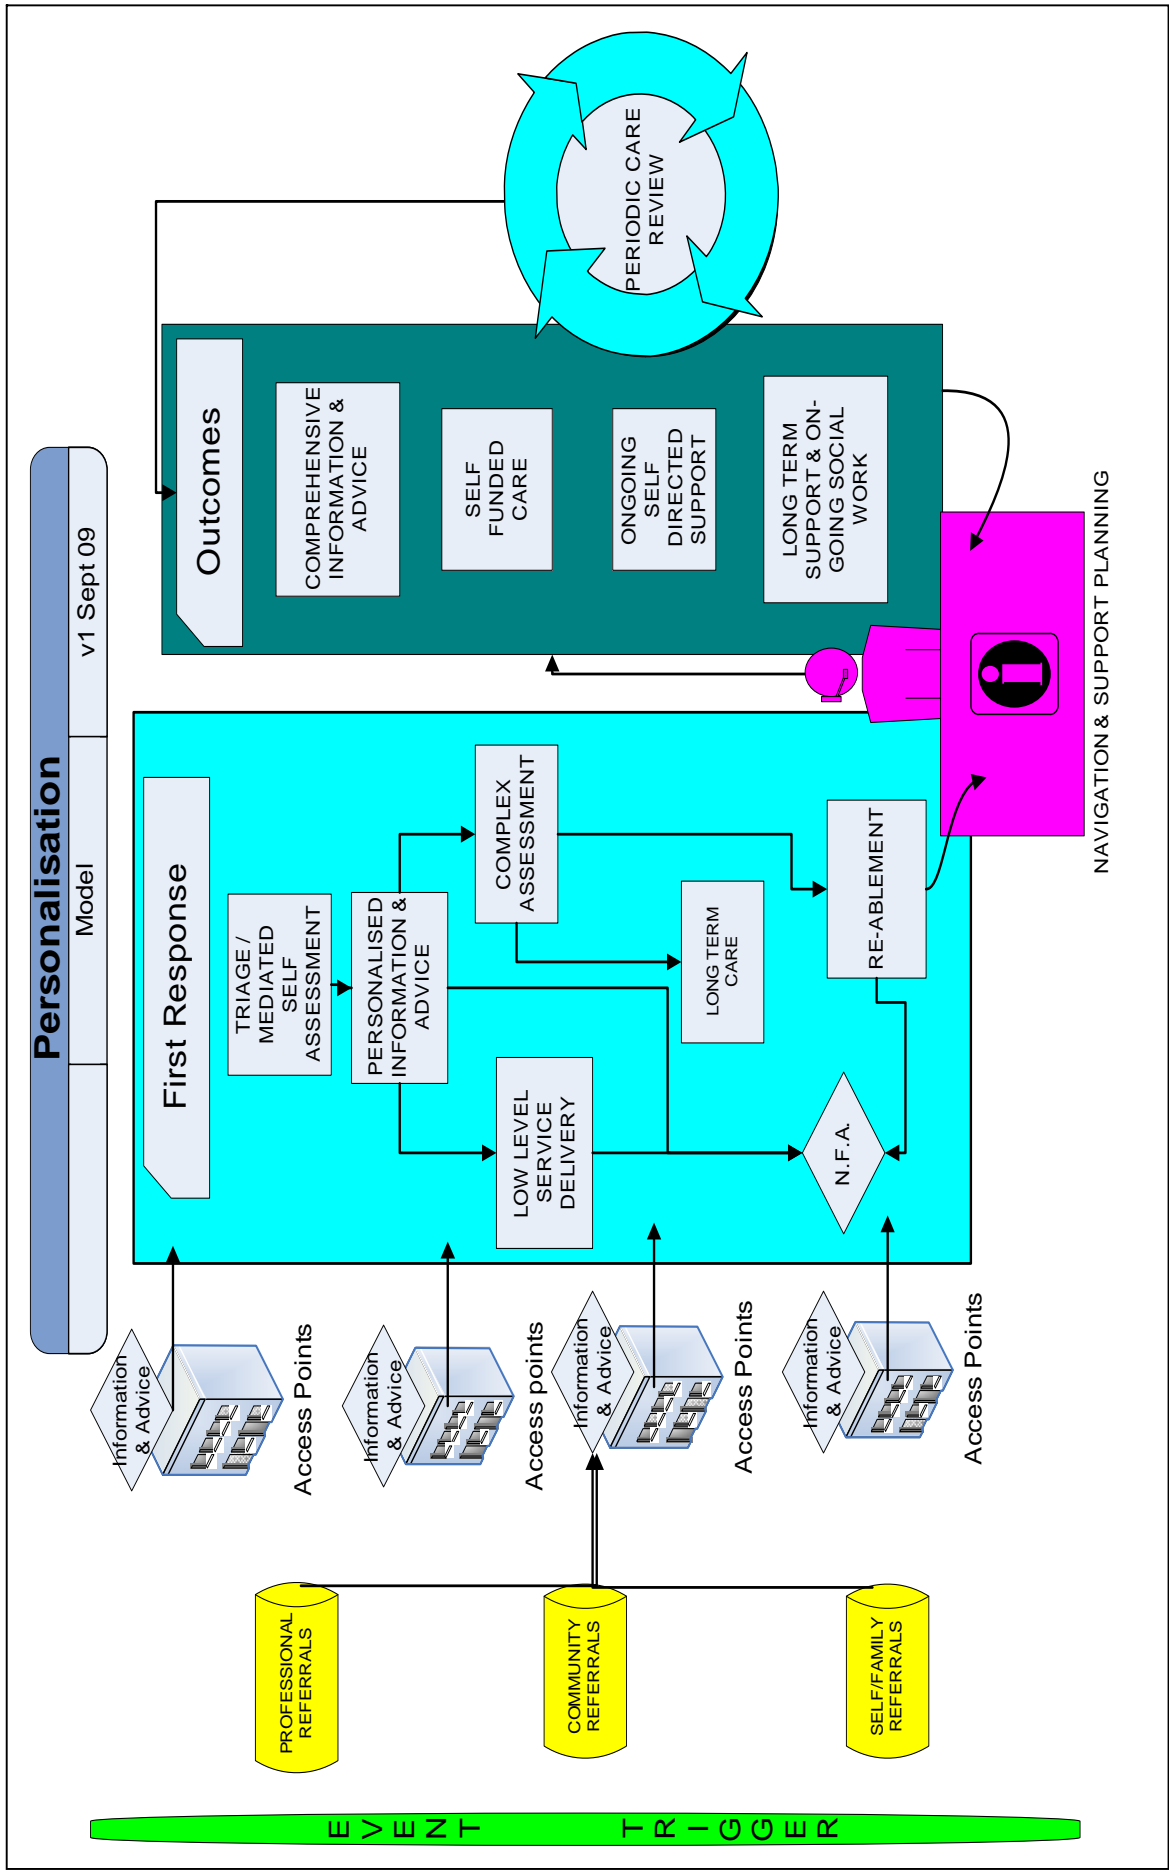 Personalisation
Model
v1 Sept 09
EVENT TRIGGER
PROFESSIONAL
REFERRALS
COMMUNITY
REFERRALS
SELF/FAMILY
REFERRALS
Information
& Advice
Access Points
Information
& Advice
Access points
Information
& Advice
Access Points
Information
& Advice
Access Points
First Response
TRIAGE /
MEDIATED
SELF
ASSESSMENT
PERSONALISED
INFORMATION &
ADVICE
LOW LEVEL
SERVICE
DELIVERY
COMPLEX
ASSESSMENT
LONG TERM
CARE
N.F.A.
RE-ABLEMENT
Outcomes
COMPREHENSIVE
INFORMATION &
ADVICE
SELF
FUNDED
CARE
ONGOING
SELF
DIRECTED
SUPPORT
LONG TERM
SUPPORT & ON-
GOING SOCIAL
WORK
i
NAVIGATION & SUPPORT PLANNING
PERIODIC CARE
REVIEW